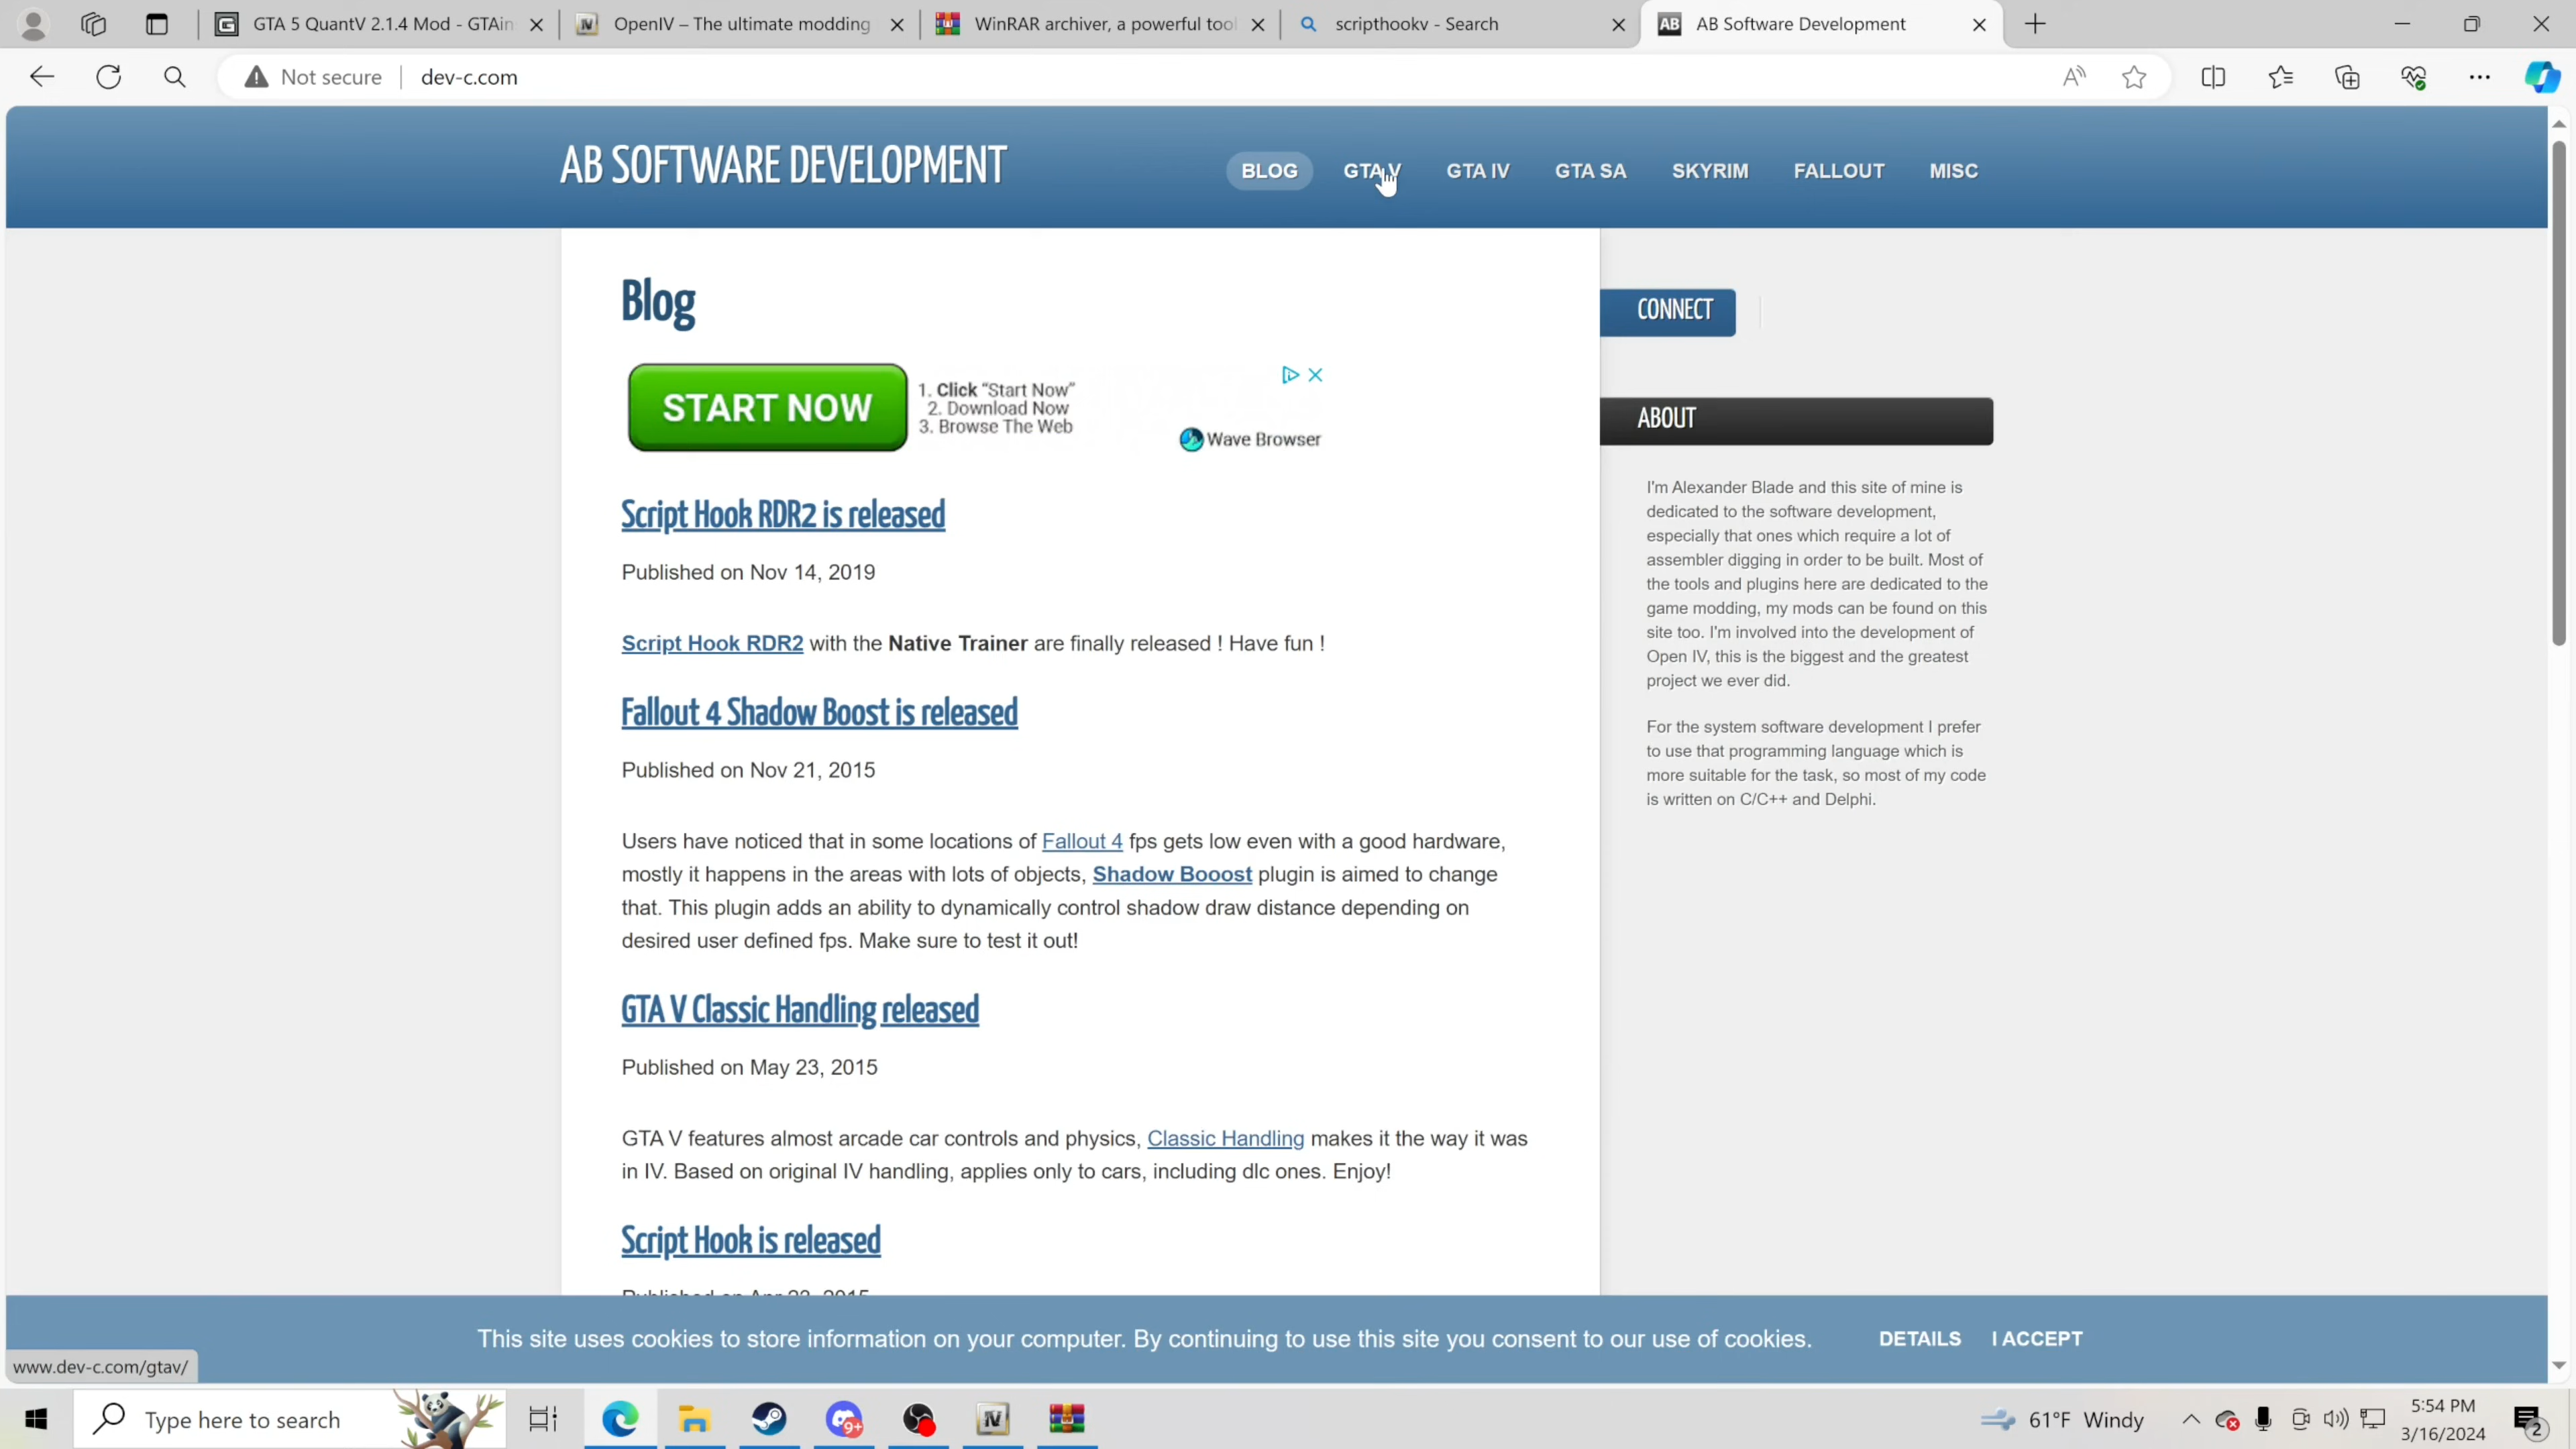 GTA 5 QuantV 2.1.4 Mod - GTAin
OpenIV – The ultimate modding
WinRAR archiver, a powerful tool
scripthookv - Search
AB Software Development
Not secure
dev-c.com
AB SOFTWARE DEVELOPMENT
BLOG
GTA V
GTA IV
GTA SA
SKYRIM
FALLOUT
MISC
Blog
START NOW
1. Click “Start Now”
2. Download Now
3. Browse The Web
Wave Browser
Script Hook RDR2 is released
Published on Nov 14, 2019
Script Hook RDR2 with the Native Trainer are finally released ! Have fun !
Fallout 4 Shadow Boost is released
Published on Nov 21, 2015
Users have noticed that in some locations of Fallout 4 fps gets low even with a good hardware,
mostly it happens in the areas with lots of objects, Shadow Booost plugin is aimed to change
that. This plugin adds an ability to dynamically control shadow draw distance depending on
desired user defined fps. Make sure to test it out!
GTA V Classic Handling released
Published on May 23, 2015
GTA V features almost arcade car controls and physics, Classic Handling makes it the way it was
in IV. Based on original IV handling, applies only to cars, including dlc ones. Enjoy!
Script Hook is released
Published on Apr 23, 2015
CONNECT
ABOUT
I'm Alexander Blade and this site of mine is
dedicated to the software development,
especially that ones which require a lot of
assembler digging in order to be built. Most of
the tools and plugins here are dedicated to the
game modding, my mods can be found on this
site too. I'm involved into the development of
Open IV, this is the biggest and the greatest
project we ever did.
For the system software development I prefer
to use that programming language which is
more suitable for the task, so most of my code
is written on C/C++ and Delphi.
This site uses cookies to store information on your computer. By continuing to use this site you consent to our use of cookies.
DETAILS
I ACCEPT
www.dev-c.com/gtav/
Type here to search
9+
61°F Windy
5:54 PM
3/16/2024
2